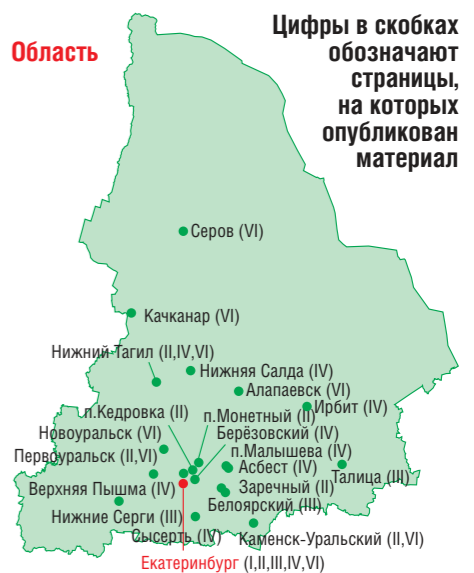 Область
Цифры в скобках
обозначают
страницы,
на которых
опубликован
материал
Серов (VI)
Качканар (VI)
Нижний Тагил (II,IV,VI)
Нижняя Салда (IV)
Алапаевск (VI)
Ирбит (IV)
п.Кедровка (II)
п.Монетный (II)
Новоуральск (VI)
Берёзовский (IV)
п.Малышева (IV)
Первоуральск (II,VI)
Асбест (IV)
Талица (III)
Верхняя Пышма (IV)
Заречный (II)
Белоярский (III)
Нижние Серги (III)
Сысерть (IV)
Каменск-Уральский (II,VI)
Екатеринбург (I,II,III,IV,VI)